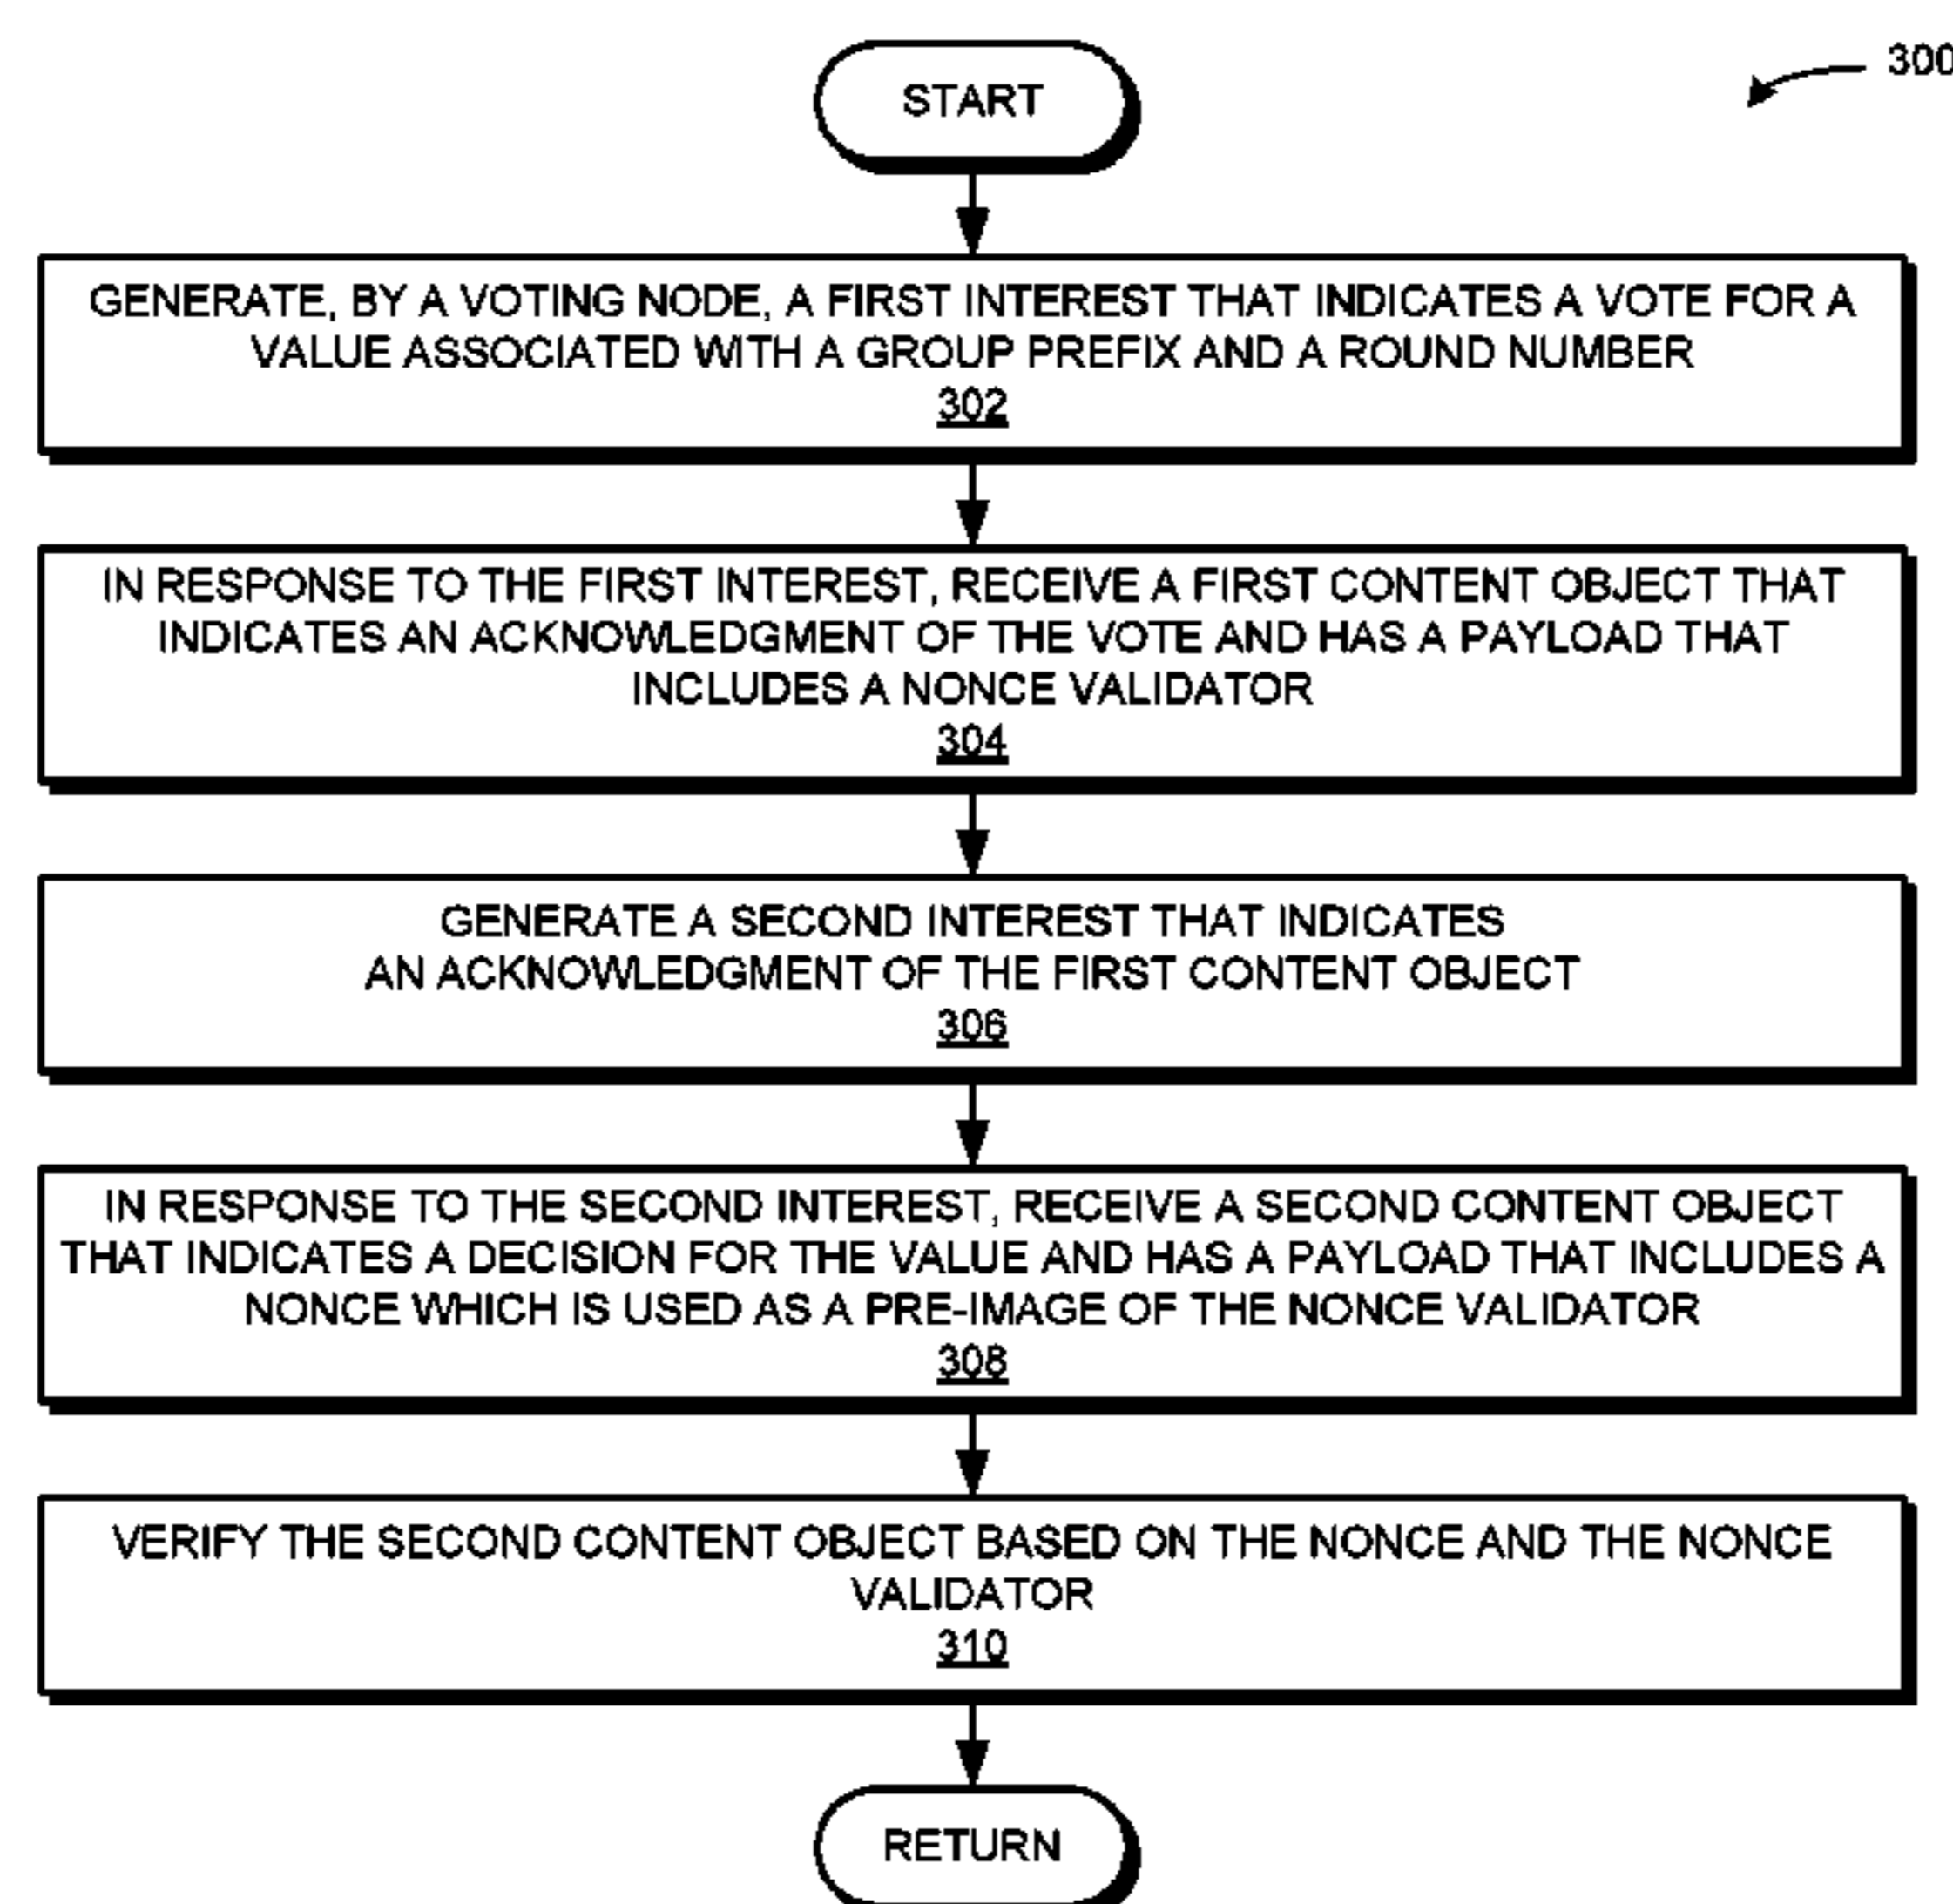 300
START
GENERATE, BY A VOTING NODE, A FIRST INTEREST THAT INDICATES A VOTE FOR A
VALUE ASSOCIATED WITH A GROUP PREFIX AND A ROUND NUMBER
302
IN RESPONSE TO THE FIRST INTEREST, RECEIVE A FIRST CONTENT OBJECT THAT
INDICATES AN ACKNOWLEDGMENT OF THE VOTE AND HAS A PAYLOAD THAT
INCLUDES A NONCE VALIDATOR
304
GENERATE A SECOND INTEREST THAT INDICATES
AN ACKNOWLEDGMENT OF THE FIRST CONTENT OBJECT
306
IN RESPONSE TO THE SECOND INTEREST, RECEIVE A SECOND CONTENT OBJECT
THAT INDICATES A DECISION FOR THE VALUE AND HAS A PAYLOAD THAT INCLUDES A
NONCE WHICH IS USED AS A PRE-IMAGE OF THE NONCE VALIDATOR
308
VERIFY THE SECOND CONTENT OBJECT BASED ON THE NONCE AND THE NONCE
VALIDATOR
310
RETURN